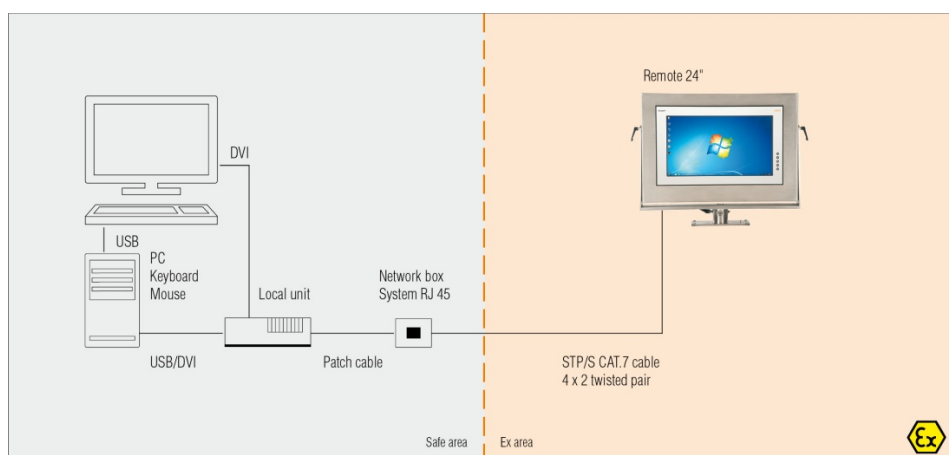 Remote 24"
DVI
USB
PC
Keyboard
Mouse
Local unit
Network box
System RJ 45
USB/DVI
Patch cable
STP/S CAT.7 cable
4 x 2 twisted pair
Safe area
Ex area
Ex